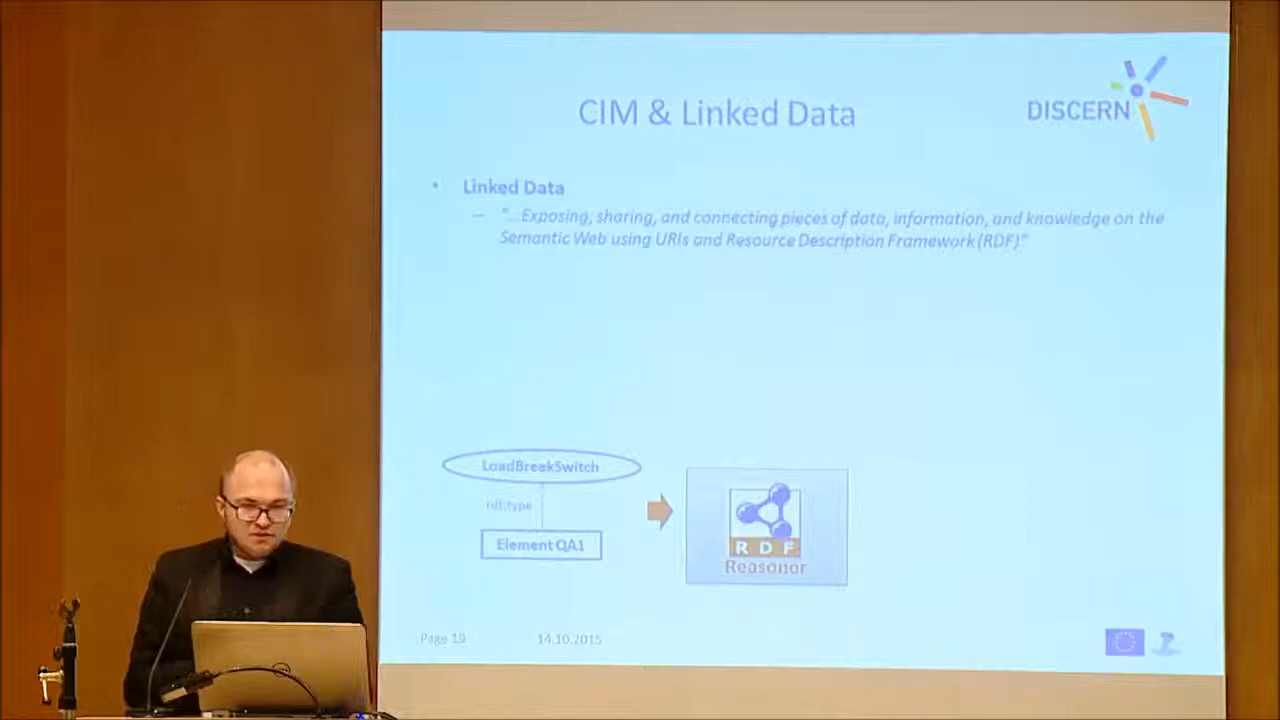 CIM & Linked Data
DISCERN
• Linked Data
– "...Exposing, sharing, and connecting pieces of data, information, and knowledge on the
Semantic Web using URIs and Resource Description Framework (RDF)"
LoadBreakSwitch
rdf:type
Element QA1
RDF
Reasoner
Page 19
14.10.2015